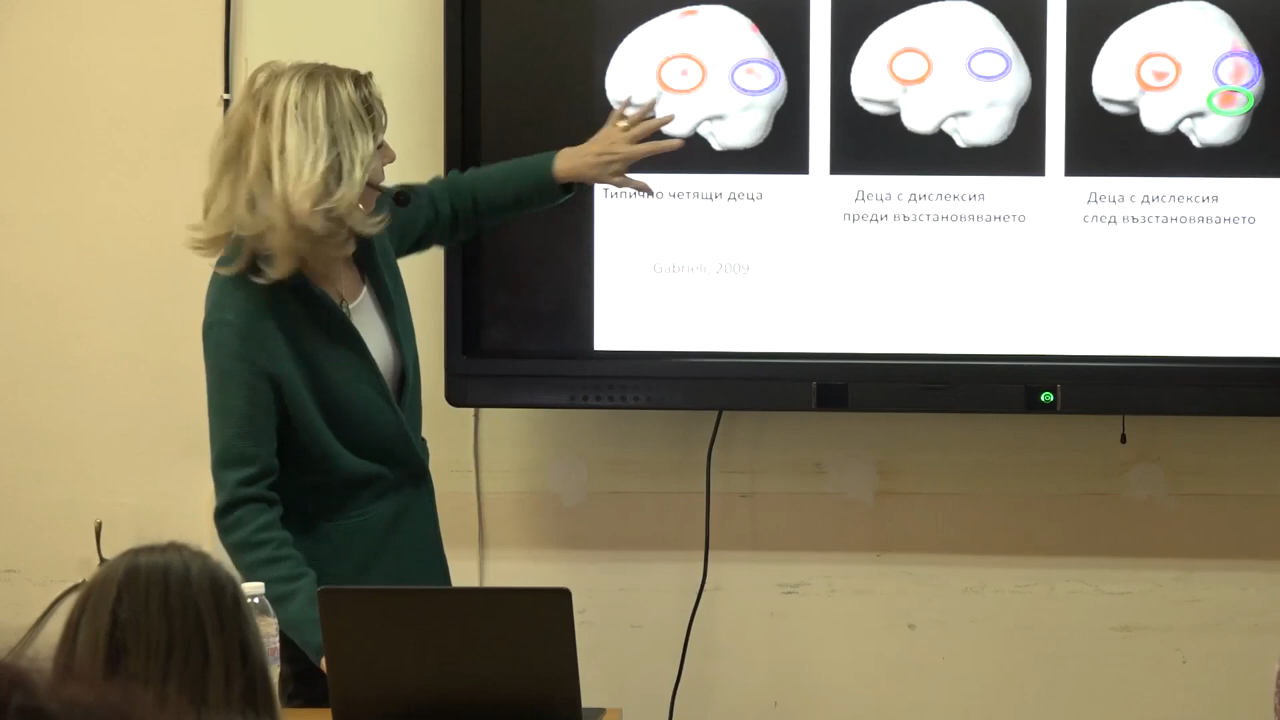 Типично четящи деца
Деца с дислексия
преди възстановяването
Деца с дислексия
след възстановяването
Gabrieli, 2009